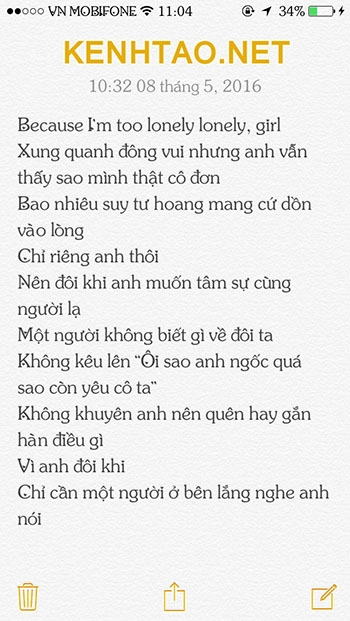 VN MOBIFONE 11:04 34%
KENHTAO.NET
10:32 08 tháng 5, 2016
Because I'm too lonely lonely, girl
Xung quanh đông vui nhưng anh vẫn
thấy sao mình thật cô đơn
Bao nhiêu suy tư hoang mang cứ dồn
vào lòng
Chỉ riêng anh thôi
Nên đôi khi anh muốn tâm sự cùng
người lạ
Một người không biết gì về đôi ta
Không kêu lên “Ôi sao anh ngốc quá
sao còn yêu cô ta”
Không khuyên anh nên quên hay gắn
hàn điều gì
Vì anh đôi khi
Chỉ cần một người ở bên lắng nghe anh
nói